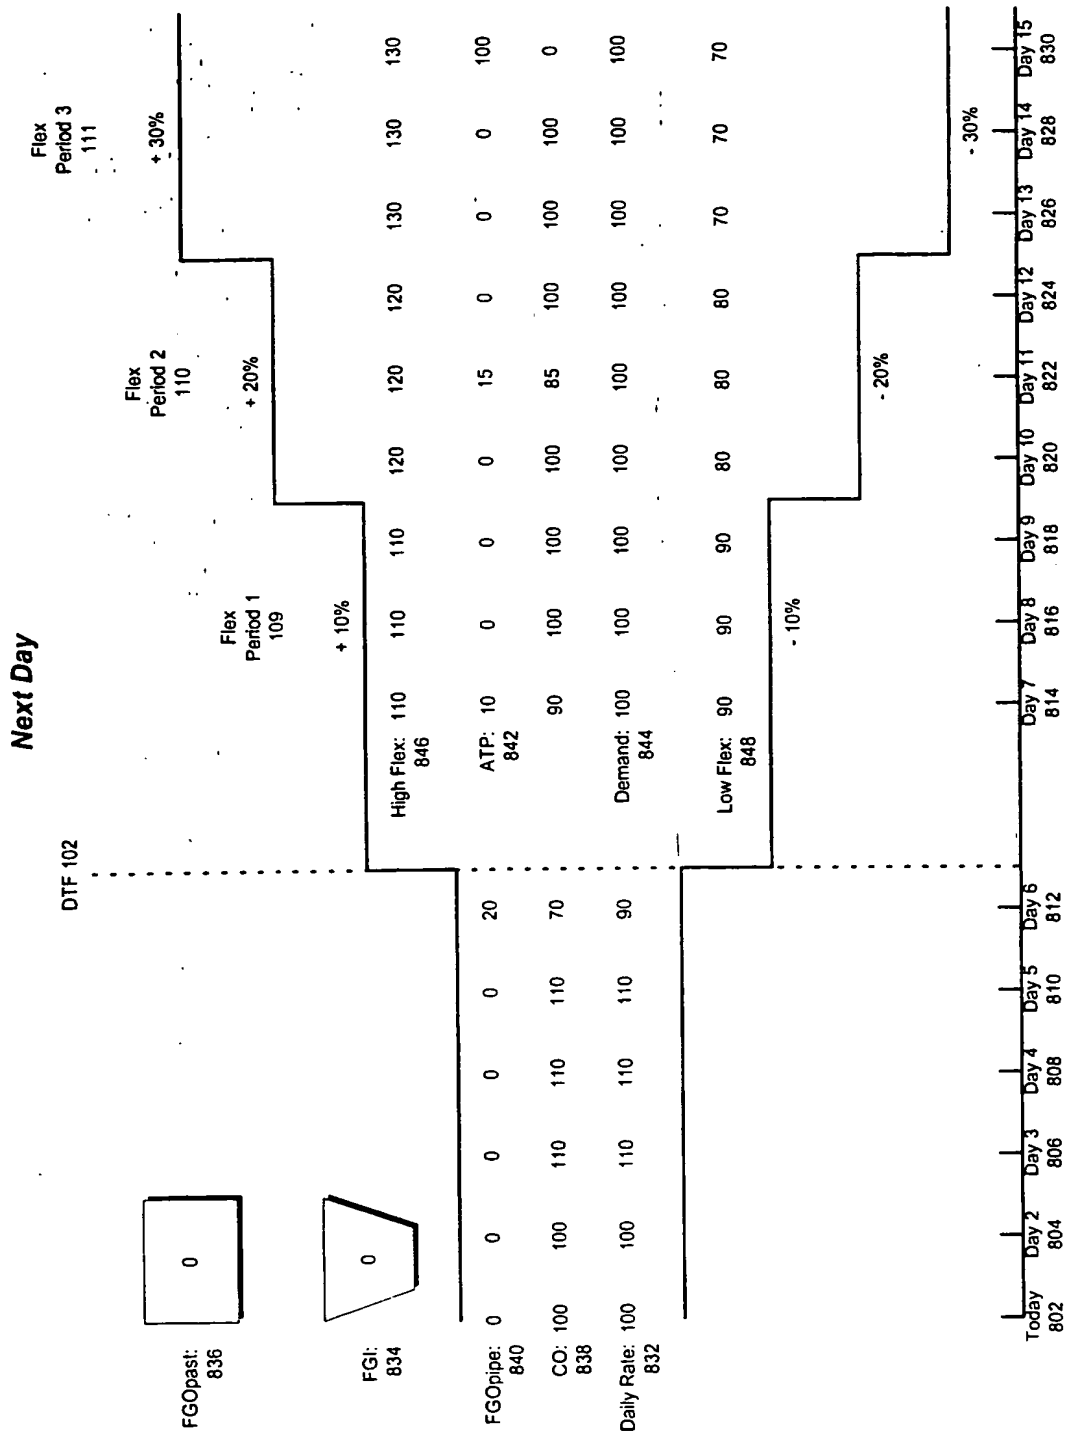 Next Day
DTF 102
Flex
Period 1
109
Flex
Period 2
110
Flex
Period 3
111
+ 10%
+ 20%
+ 30%
FGOpast:
836
0
FGI:
834
0
High Flex: 110 110 110 120 120 120 130 130 130
846
FGOpipe: 0 0 0 0 0 20
840
ATP: 10 0 0 0 15 0 0 0 100
842
CO: 100 100 110 110 110 70 90 100 100 100 85 100 100 100 0
838
Daily Rate: 100 100 110 110 110 90
832
Demand: 100 100 100 100 100 100 100 100 100
844
Low Flex: 90 90 90 80 80 80 70 70 70
848
- 10%
- 20%
- 30%
Today Day 2 Day 3 Day 4 Day 5 Day 6 Day 7 Day 8 Day 9 Day 10 Day 11 Day 12 Day 13 Day 14 Day 15
802 804 806 808 810 812 814 816 818 820 822 824 826 828 830